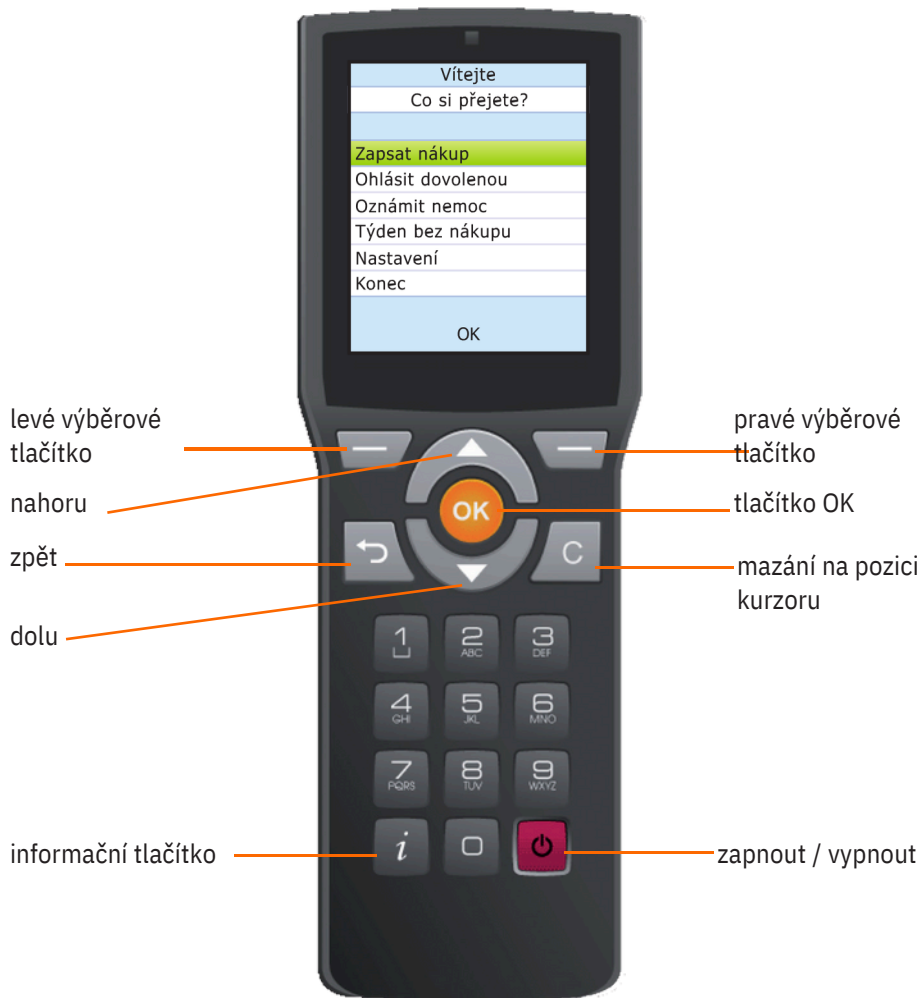 Vítejte
Co si přejete?
Zapsat nákup
Ohlásit dovolenou
Oznámit nemoc
Týden bez nákupu
Nastavení
Konec
OK
levé výběrové
tlačítko
pravé výběrové
tlačítko
nahoru
OK
tlačítko OK
zpět
C
mazání na pozici
kurzoru
dolu
1
2
ABC
3
DEF
4
GHI
5
JKL
6
MNO
7
PQRS
8
TUV
9
WXYZ
informační tlačítko
i
0
zapnout / vypnout